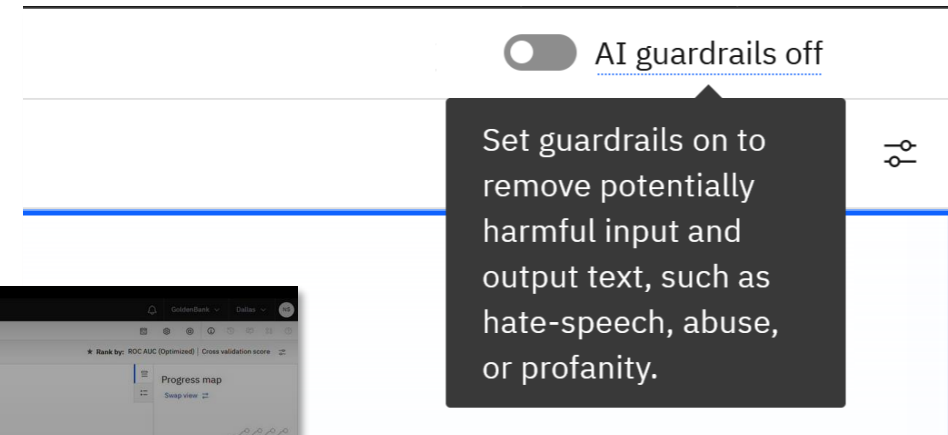 AI guardrails off
Set guardrails on to
remove potentially
harmful input and
output text, such as
hate-speech, abuse,
or profanity.
GoldenBank Dallas NS
Rank by: ROC AUC (Optimized) | Cross validation score
Progress map
Swap view